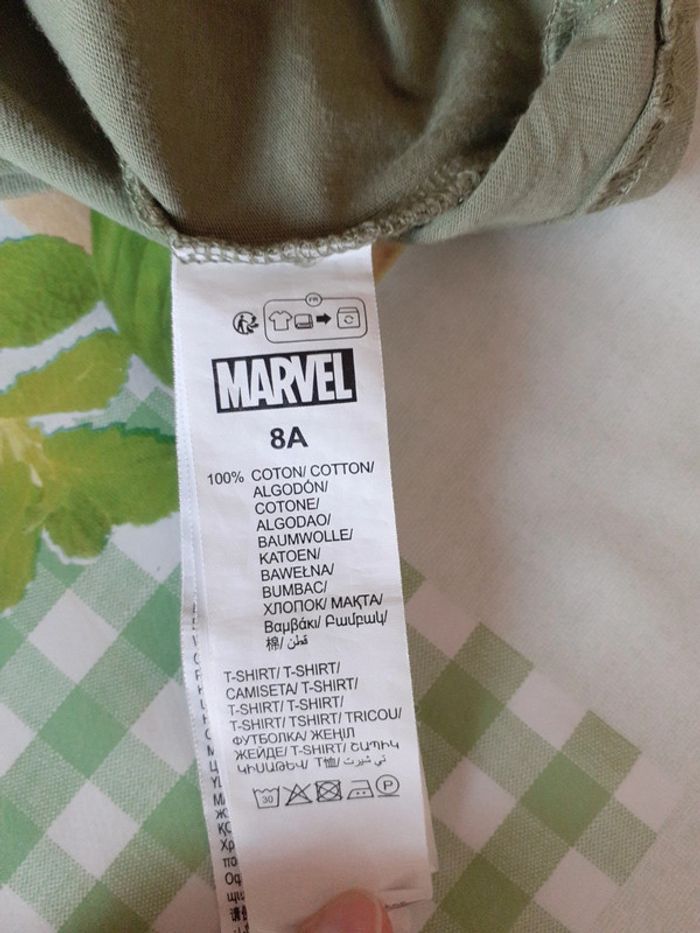 FR
MARVEL
8A
100% COTON/ COTTON/
ALGODÓN/
COTONE/
ALGODAO/
BAUMWOLLE/
KATOEN/
BAWEŁNA/
BUMBAC/
ХЛОПОК/ МАҚТА/
Βαμβάκι/ Բամբակ/
棉/ قطن/
T-SHIRT/ T-SHIRT/
CAMISETA/ T-SHIRT/
T-SHIRT/ T-SHIRT/
T-SHIRT/ TSHIRT/ TRICOU/
ФУТБОЛКА/ ЖЕҢІЛ
ЖЕЙДЕ/ T-SHIRT/ ՇԱՊԻԿ
ԿԻՍԱԹԵՎ/ T恤/ تي شيرت/
30
P